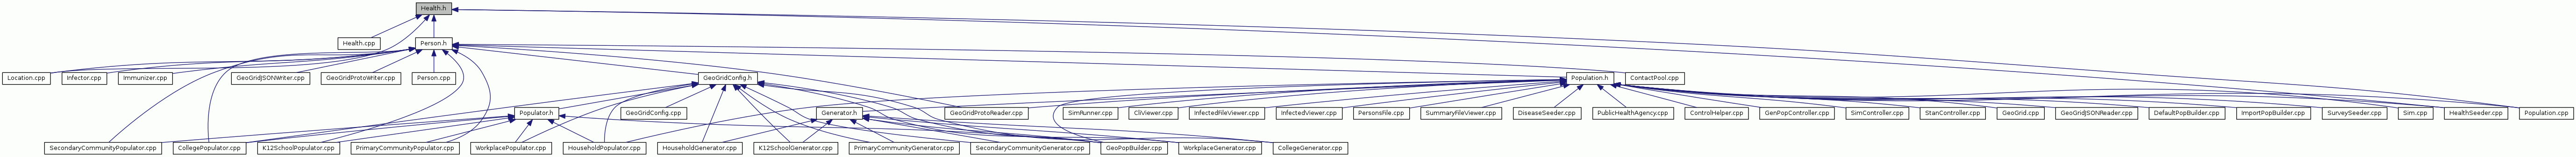 Health.h
Health.cpp
Person.h
Location.cpp
Infector.cpp
Immunizer.cpp
GeoGridJSONWriter.cpp
GeoGridProtoWriter.cpp
Person.cpp
GeoGridConfig.h
Population.h
ContactPool.cpp
Populator.h
GeoGridConfig.cpp
Generator.h
GeoGridProtoReader.cpp
SimRunner.cpp
CliViewer.cpp
InfectedFileViewer.cpp
InfectedViewer.cpp
PersonsFile.cpp
SummaryFileViewer.cpp
DiseaseSeeder.cpp
PublicHealthAgency.cpp
ControlHelper.cpp
GenPopController.cpp
SimController.cpp
StanController.cpp
GeoGrid.cpp
GeoGridJSONReader.cpp
DefaultPopBuilder.cpp
ImportPopBuilder.cpp
SurveySeeder.cpp
Sim.cpp
HealthSeeder.cpp
Population.cpp
SecondaryCommunityPopulator.cpp
CollegePopulator.cpp
K12SchoolPopulator.cpp
PrimaryCommunityPopulator.cpp
WorkplacePopulator.cpp
HouseholdPopulator.cpp
HouseholdGenerator.cpp
K12SchoolGenerator.cpp
PrimaryCommunityGenerator.cpp
SecondaryCommunityGenerator.cpp
GeoPopBuilder.cpp
WorkplaceGenerator.cpp
CollegeGenerator.cpp